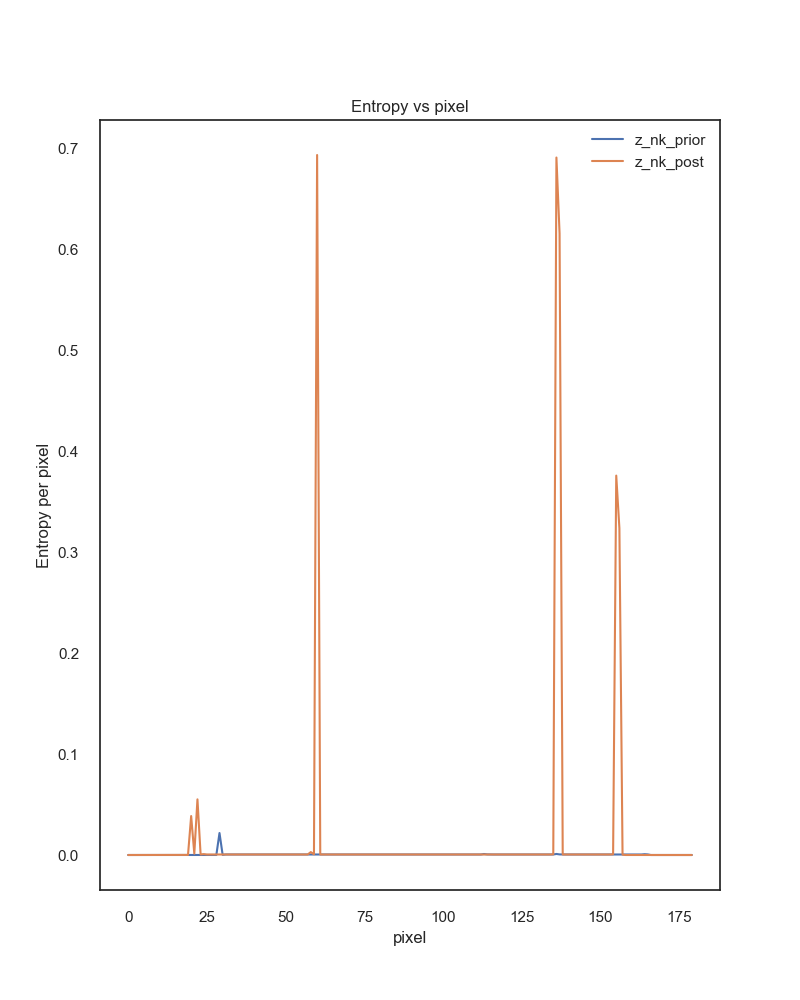 Entropy vs pixel
z_nk_prior
z_nk_post
Entropy per pixel
0.7
0.6
0.5
0.4
0.3
0.2
0.1
0.0
0 25 50 75 100 125 150 175
pixel